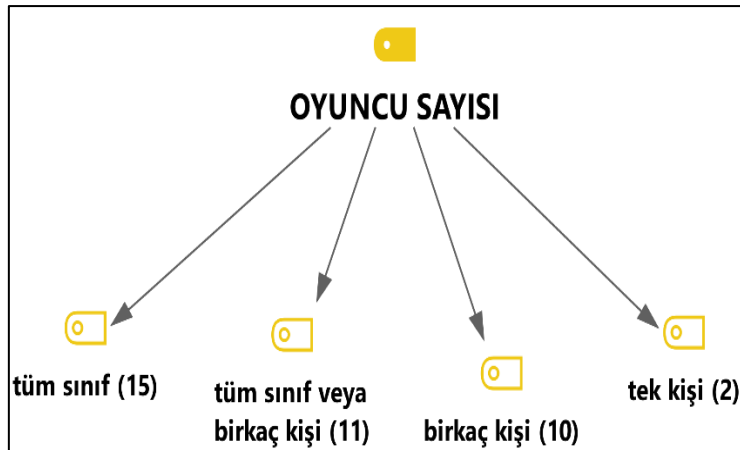 OYUNCU SAYISI
tüm sınıf (15)
tüm sınıf veya
birkaç kişi (11)
birkaç kişi (10)
tek kişi (2)